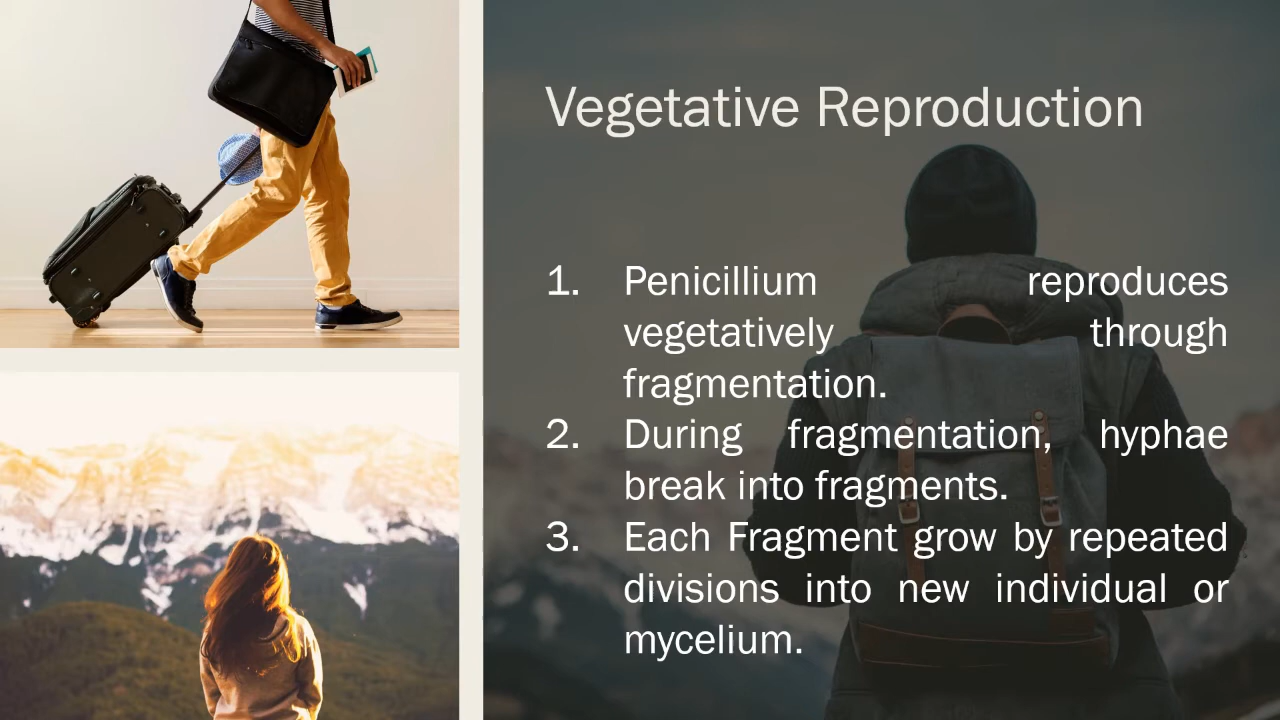 Vegetative Reproduction
1. Penicillium reproduces
vegetatively through
fragmentation.
2. During fragmentation, hyphae
break into fragments.
3. Each Fragment grow by repeated
divisions into new individual or
mycelium.